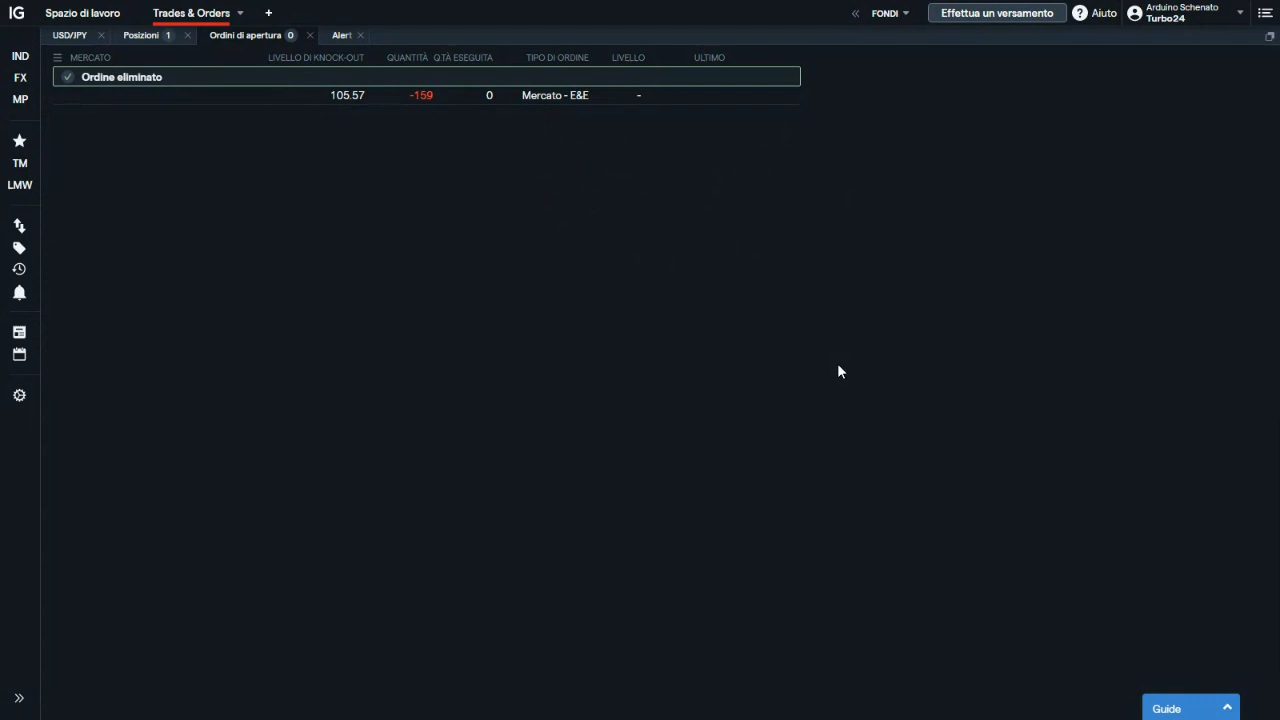 IG Spazio di lavoro Trades & Orders + FONDI Effettua un versamento ? Aiuto Arduino Schenato
Turbo24
USD/JPY Posizioni 1 Ordini di apertura 0 Alert
IND
FX
MP
TM
LMW
MERCATO LIVELLO DI KNOCK-OUT QUANTITÀ Q.TÀ ESEGUITA TIPO DI ORDINE LIVELLO ULTIMO
Ordine eliminato
105.57 -159 0 Mercato - E&E -
Guide